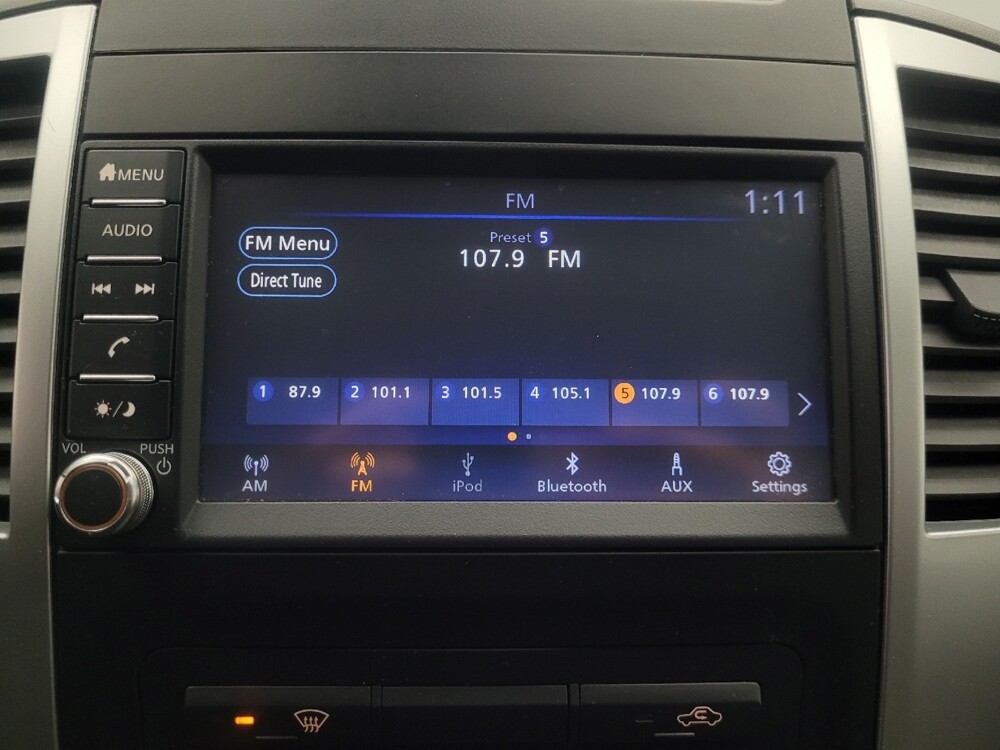 MENU
AUDIO
VOL
PUSH
FM
1:11
FM Menu
Direct Tune
Preset 5
107.9 FM
1 87.9
2 101.1
3 101.5
4 105.1
5 107.9
6 107.9
AM
FM
iPod
Bluetooth
AUX
Settings